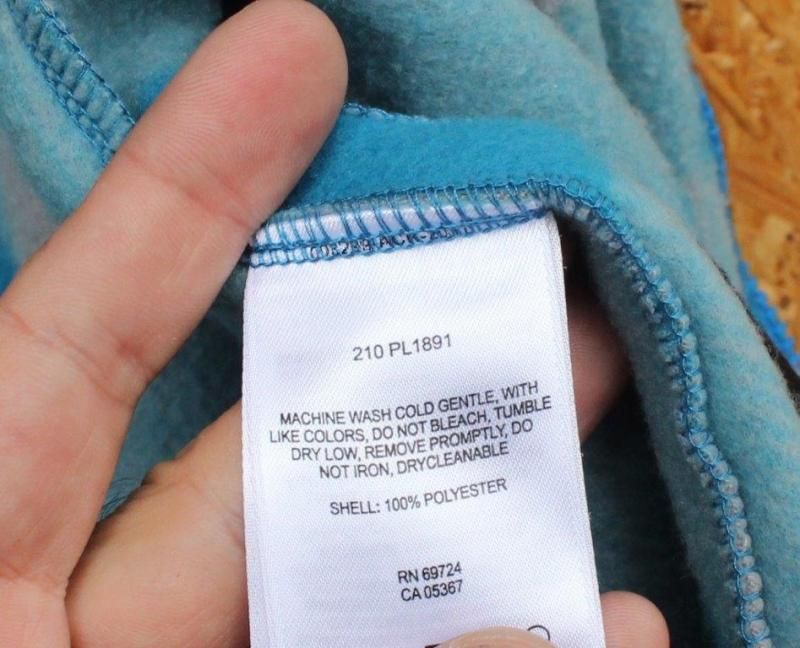 210 PL1891
MACHINE WASH COLD GENTLE, WITH
LIKE COLORS, DO NOT BLEACH, TUMBLE
DRY LOW, REMOVE PROMPTLY, DO
NOT IRON, DRYCLEANABLE
SHELL: 100% POLYESTER
RN 69724
CA 05367